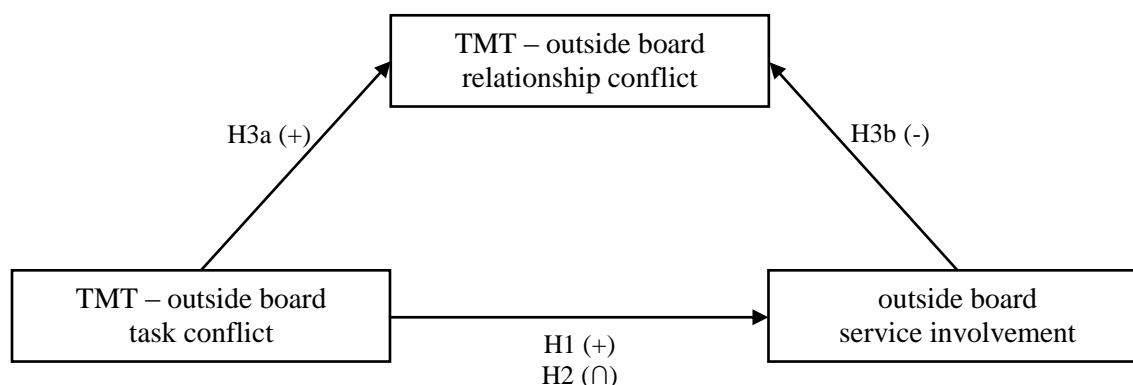 TMT – outside board
relationship conflict
H3a (+)
H3b (-)
TMT – outside board
task conflict
outside board
service involvement
H1 (+)
H2 (∩)